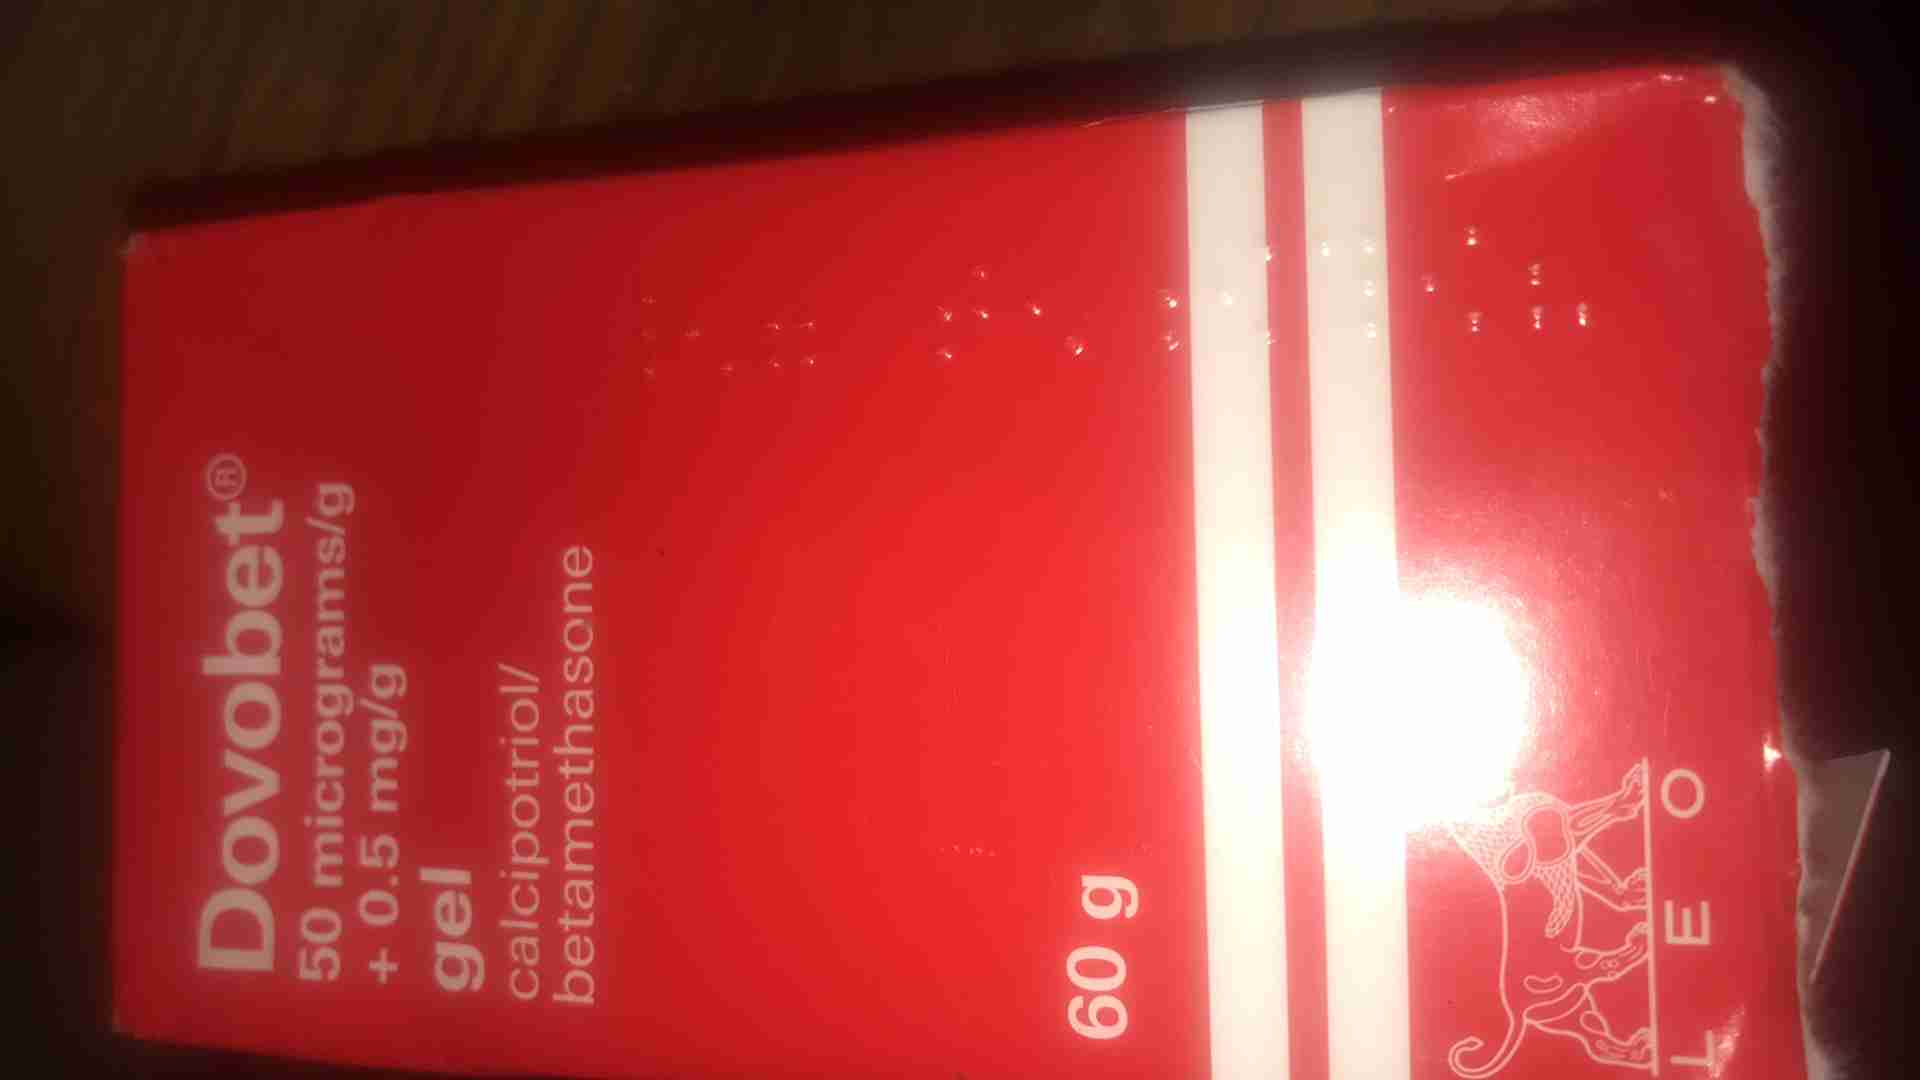 Dovobet®
50 micrograms/g
+ 0.5 mg/g
gel
calcipotriol/
betamethasone
60 g
LEO